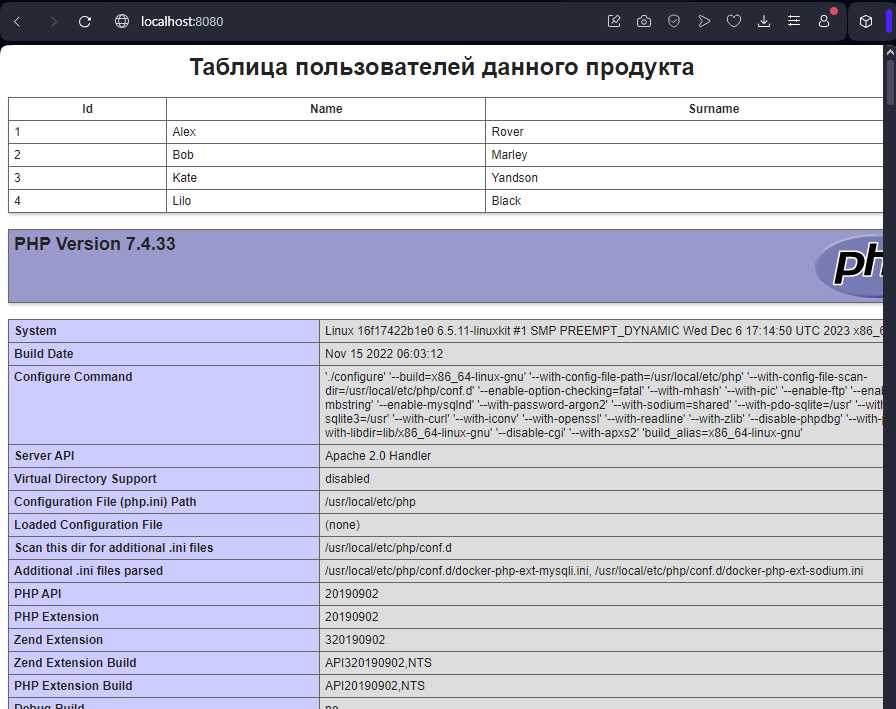 localhost:8080
Таблица пользователей данного продукта
Id Name Surname
1 Alex Rover
2 Bob Marley
3 Kate Yandson
4 Lilo Black
PHP Version 7.4.33
System Linux 16f17422b1e0 6.5.11-linuxkit #1 SMP PREEMPT_DYNAMIC Wed Dec 6 17:14:50 UTC 2023 x86_6
Build Date Nov 15 2022 06:03:12
Configure Command './configure' '--build=x86_64-linux-gnu' '--with-config-file-path=/usr/local/etc/php' '--with-config-file-scan-
dir=/usr/local/etc/php/conf.d' '--enable-option-checking=fatal' '--with-mhash' '--with-pic' '--enable-ftp' '--enab
mbstring' '--enable-mysqlnd' '--with-password-argon2' '--with-sodium=shared' '--with-pdo-sqlite=/usr' '--with
sqlite3=/usr' '--with-curl' '--with-iconv' '--with-openssl' '--with-readline' '--with-zlib' '--disable-phpdbg' '--with-p
with-libdir=lib/x86_64-linux-gnu' '--disable-cgi' '--with-apxs2' 'build_alias=x86_64-linux-gnu'
Server API Apache 2.0 Handler
Virtual Directory Support disabled
Configuration File (php.ini) Path /usr/local/etc/php
Loaded Configuration File (none)
Scan this dir for additional .ini files /usr/local/etc/php/conf.d
Additional .ini files parsed /usr/local/etc/php/conf.d/docker-php-ext-mysqli.ini, /usr/local/etc/php/conf.d/docker-php-ext-sodium.ini
PHP API 20190902
PHP Extension 20190902
Zend Extension 320190902
Zend Extension Build API320190902,NTS
PHP Extension Build API20190902,NTS
Debug Build no